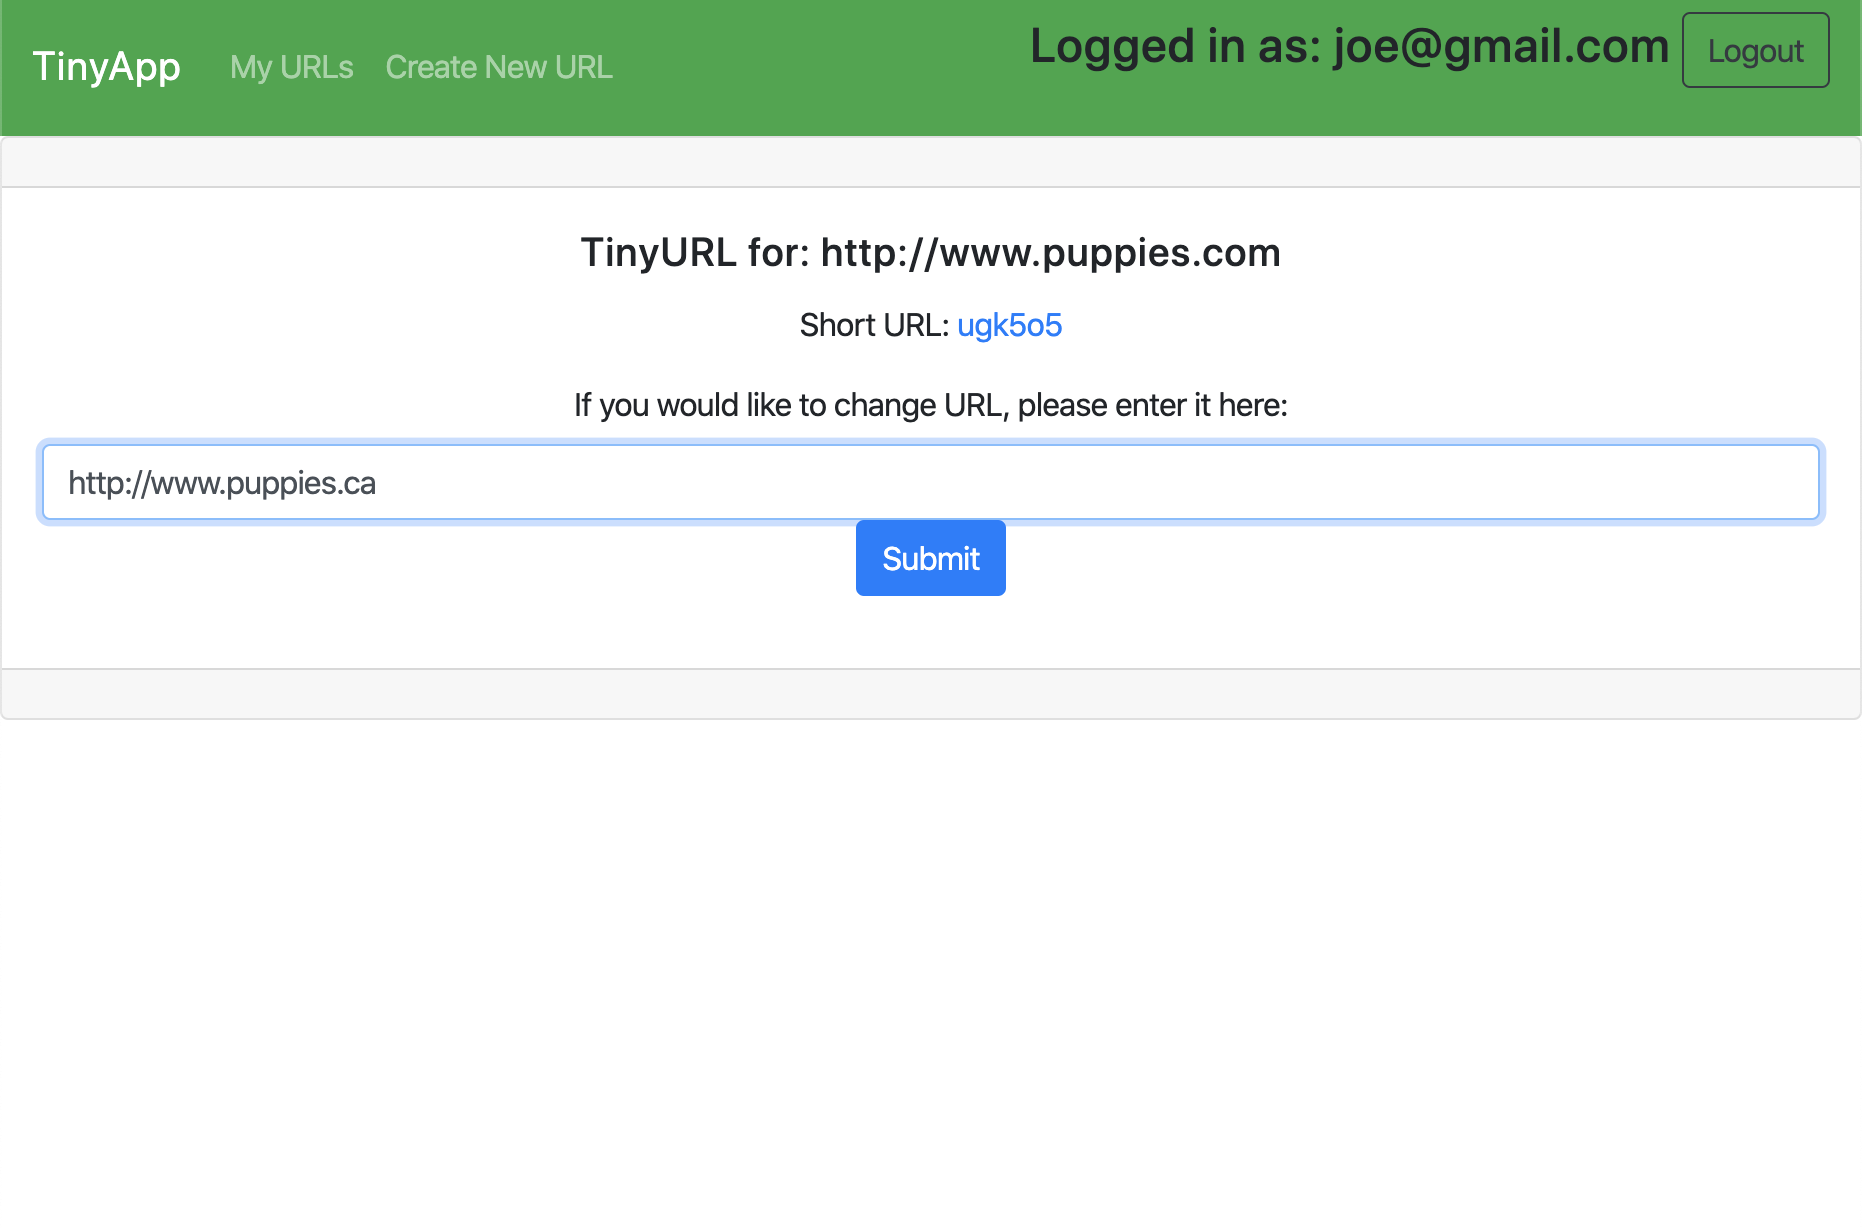 TinyApp My URLs Create New URL Logged in as: joe@gmail.com Logout
TinyURL for: http://www.puppies.com
Short URL: ugk5o5
If you would like to change URL, please enter it here:
http://www.puppies.ca
Submit